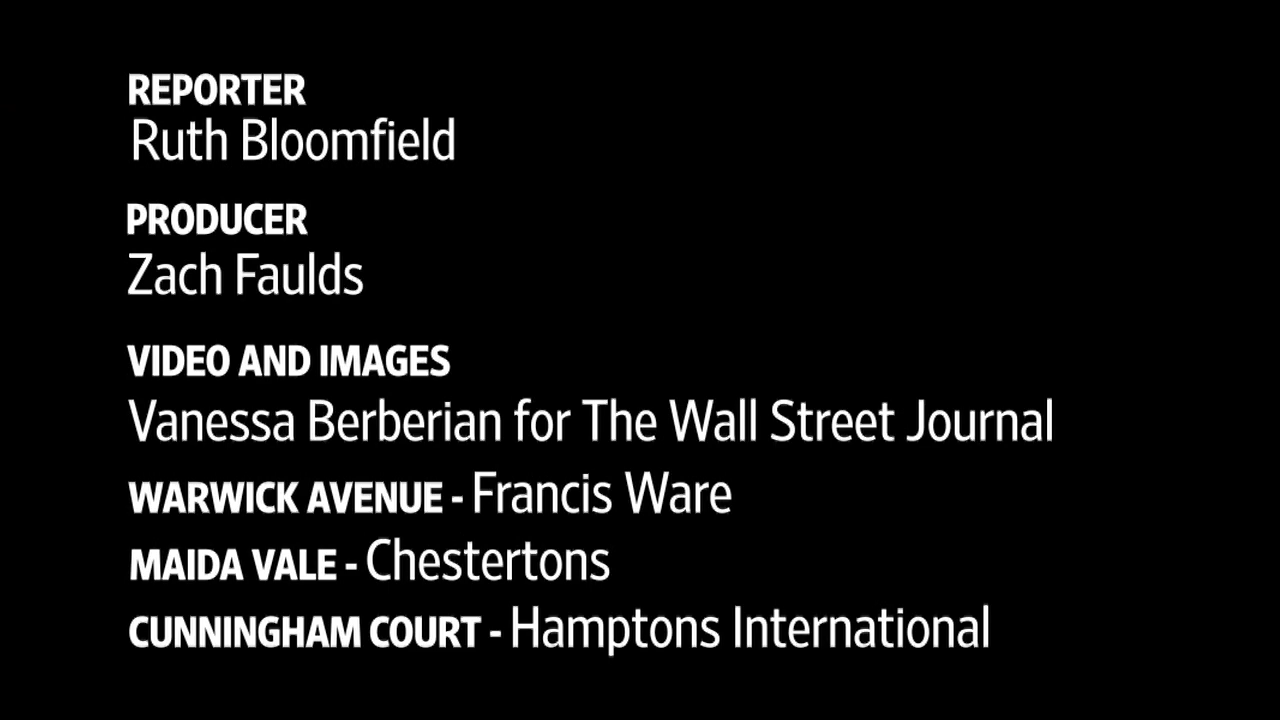 REPORTER
Ruth Bloomfield
PRODUCER
Zach Faulds
VIDEO AND IMAGES
Vanessa Berberian for The Wall Street Journal
WARWICK AVENUE - Francis Ware
MAIDA VALE - Chestertons
CUNNINGHAM COURT - Hamptons International